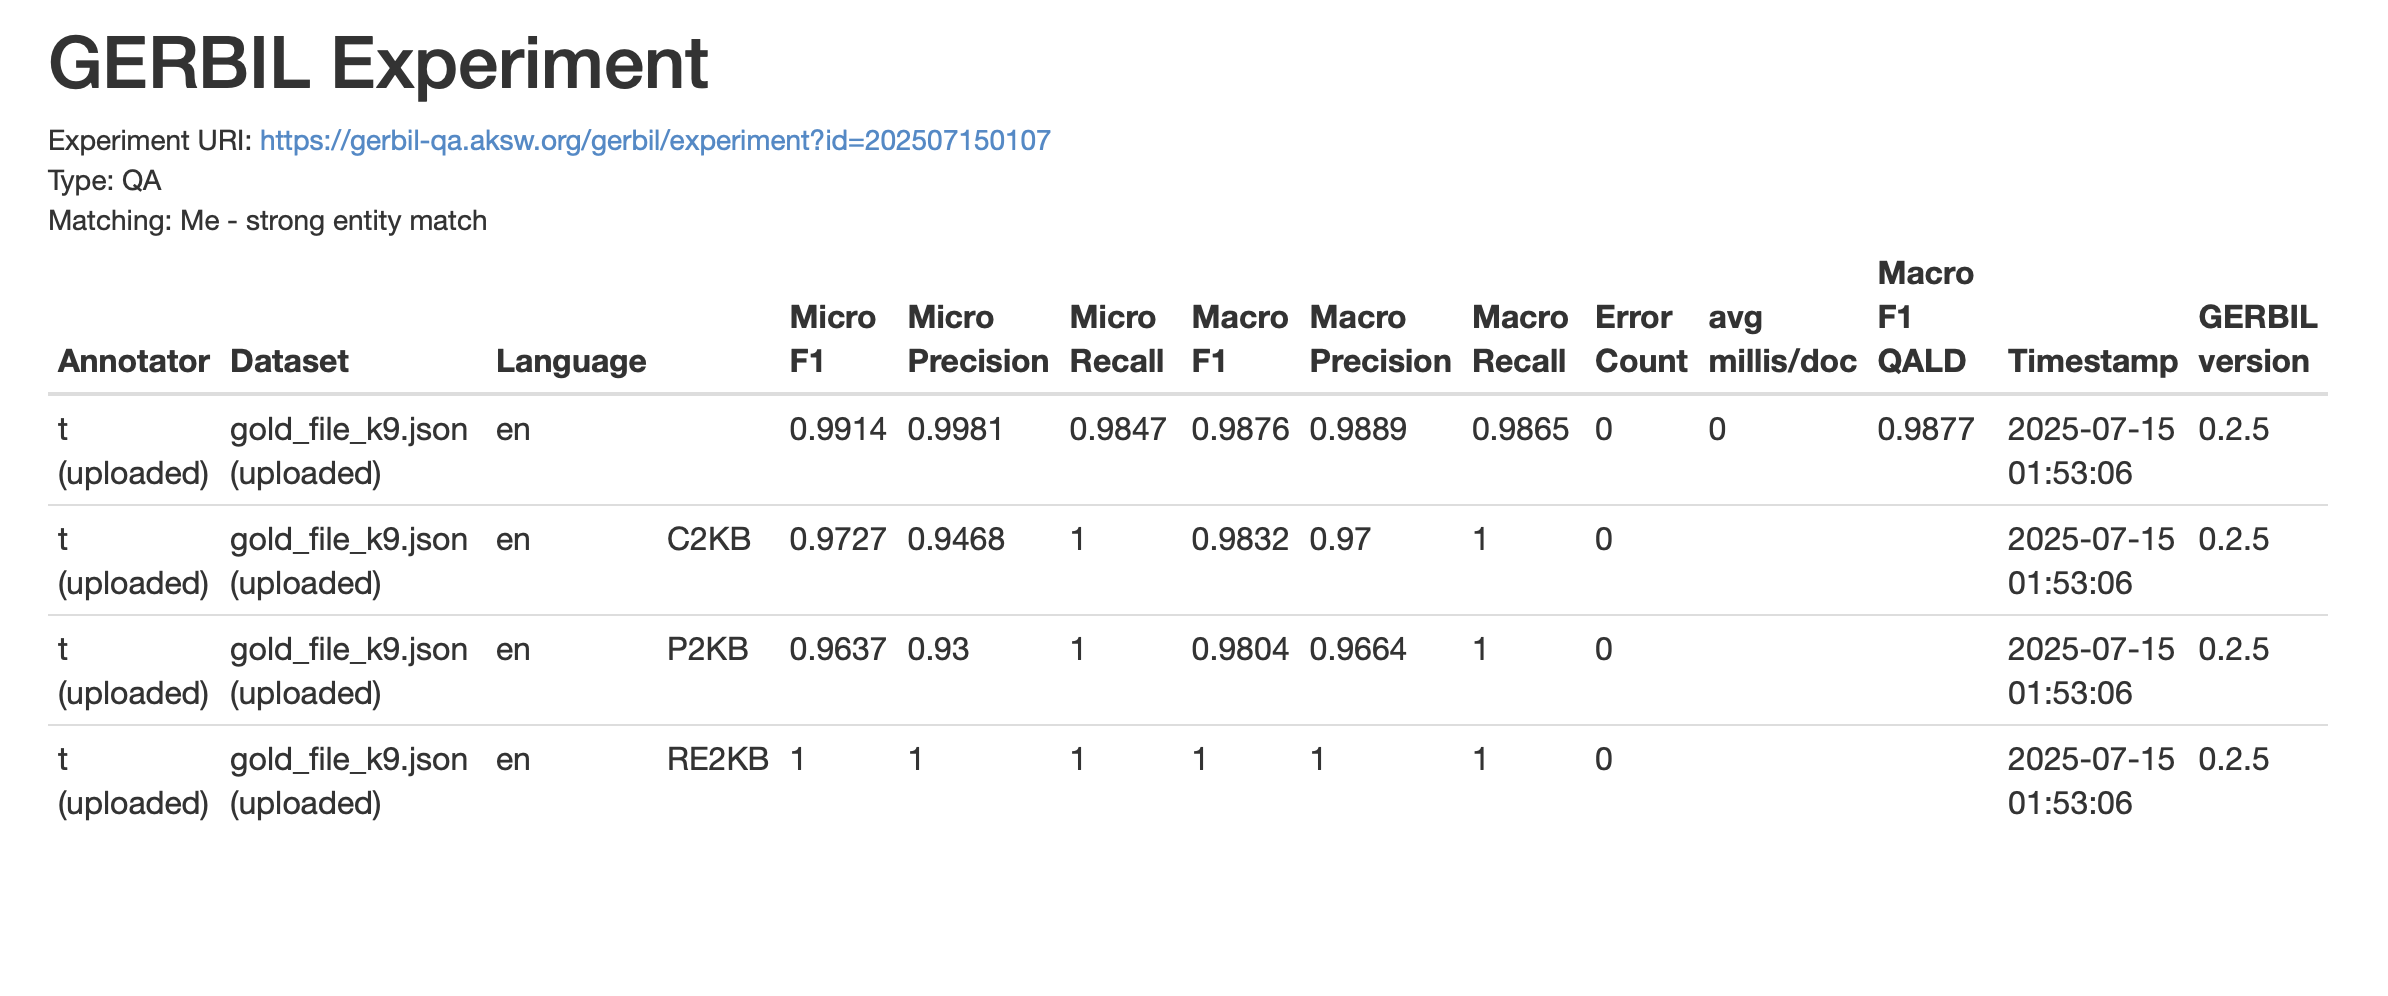 GERBIL Experiment
Experiment URI: https://gerbil-qa.aksw.org/gerbil/experiment?id=202507150107
Type: QA
Matching: Me - strong entity match
Annotator Dataset Language Micro F1 Micro Precision Micro Recall Macro F1 Macro Precision Macro Recall Error Count avg millis/doc Macro F1 QALD Timestamp GERBIL version
t (uploaded) gold_file_k9.json (uploaded) en 0.9914 0.9981 0.9847 0.9876 0.9889 0.9865 0 0 0.9877 2025-07-15 01:53:06 0.2.5
t (uploaded) gold_file_k9.json (uploaded) en C2KB 0.9727 0.9468 1 0.9832 0.97 1 0 2025-07-15 01:53:06 0.2.5
t (uploaded) gold_file_k9.json (uploaded) en P2KB 0.9637 0.93 1 0.9804 0.9664 1 0 2025-07-15 01:53:06 0.2.5
t (uploaded) gold_file_k9.json (uploaded) en RE2KB 1 1 1 1 1 1 0 2025-07-15 01:53:06 0.2.5